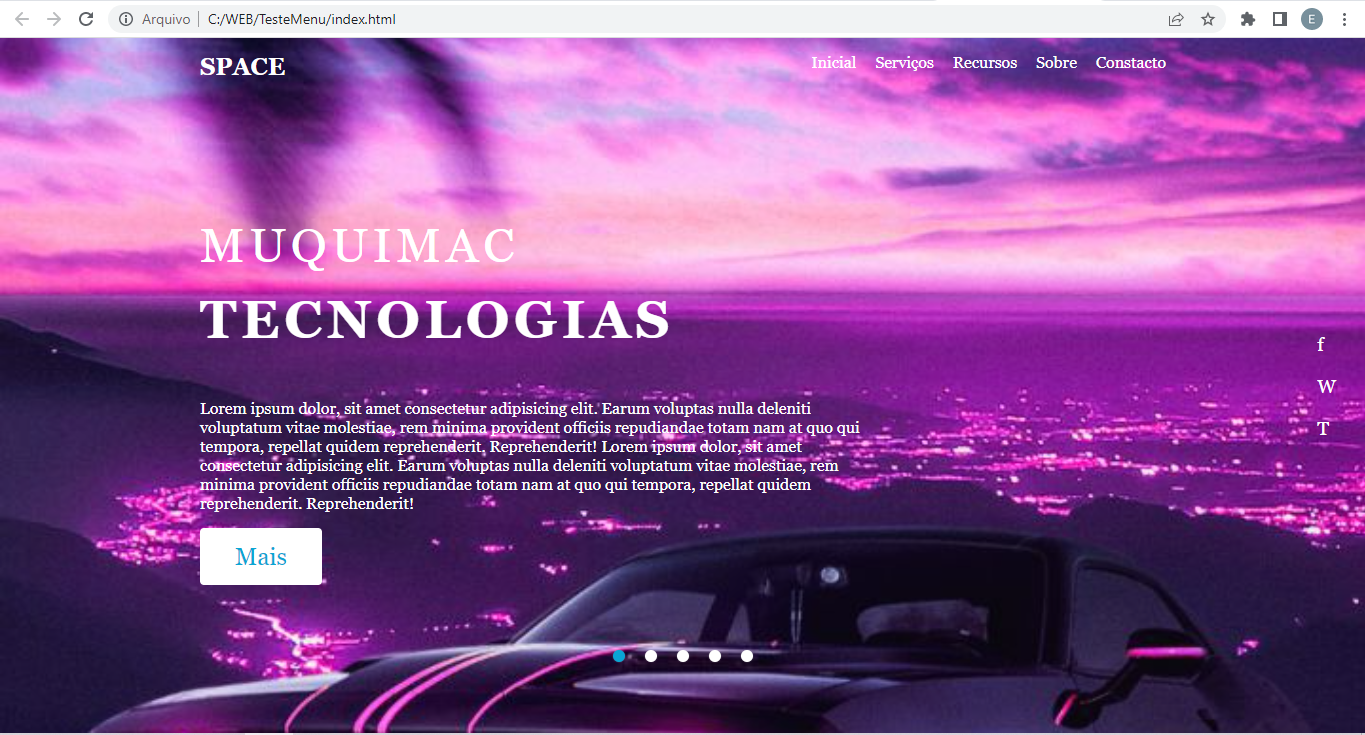 Arquivo | C:/WEB/TesteMenu/index.html
E
SPACE
Inicial Serviços Recursos Sobre Constacto
MUQUIMAC
TECNOLOGIAS
f
W
T
Lorem ipsum dolor, sit amet consectetur adipisicing elit. Earum voluptas nulla deleniti
voluptatum vitae molestiae, rem minima provident officiis repudiandae totam nam at quo qui
tempora, repellat quidem reprehenderit. Reprehenderit! Lorem ipsum dolor, sit amet
consectetur adipisicing elit. Earum voluptas nulla deleniti voluptatum vitae molestiae, rem
minima provident officiis repudiandae totam nam at quo qui tempora, repellat quidem
reprehenderit. Reprehenderit!
Mais